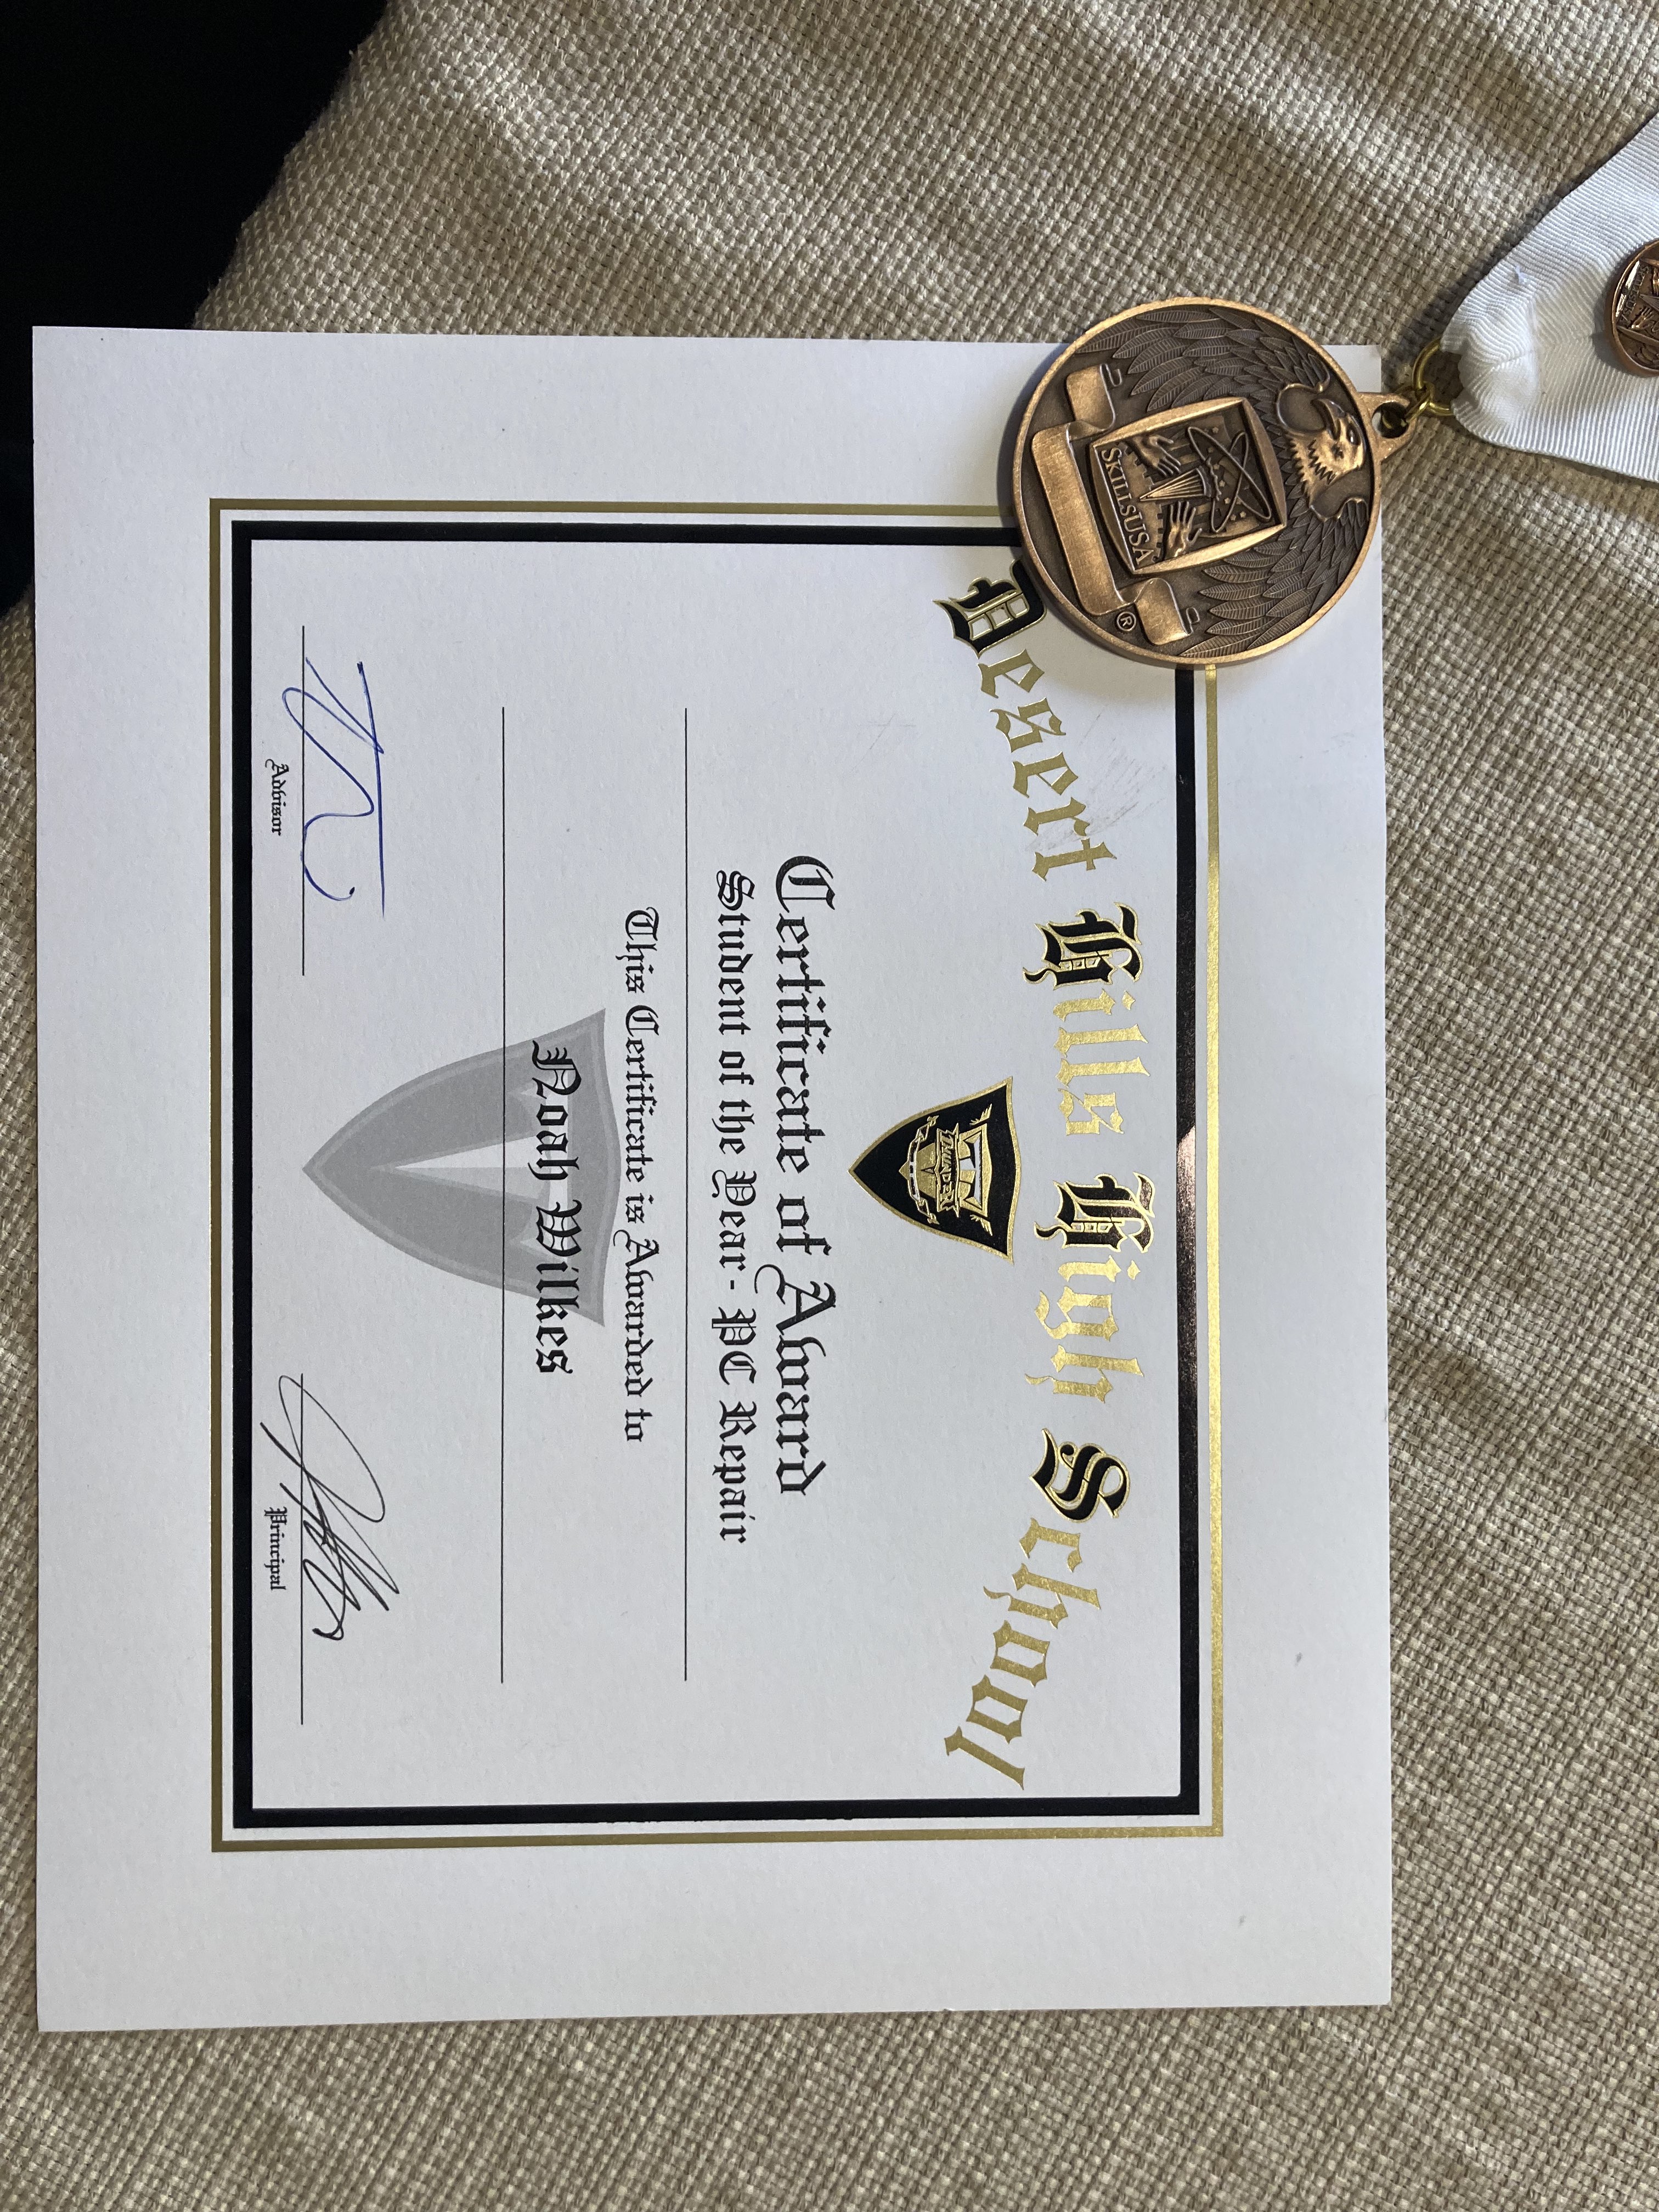 SKILLSUSA
®
Desert Hills High School
THUNDER
Certificate of Award
Student of the Year - PC Repair
This Certificate is Awarded to
Noah Wilkes
Advisor
Principal